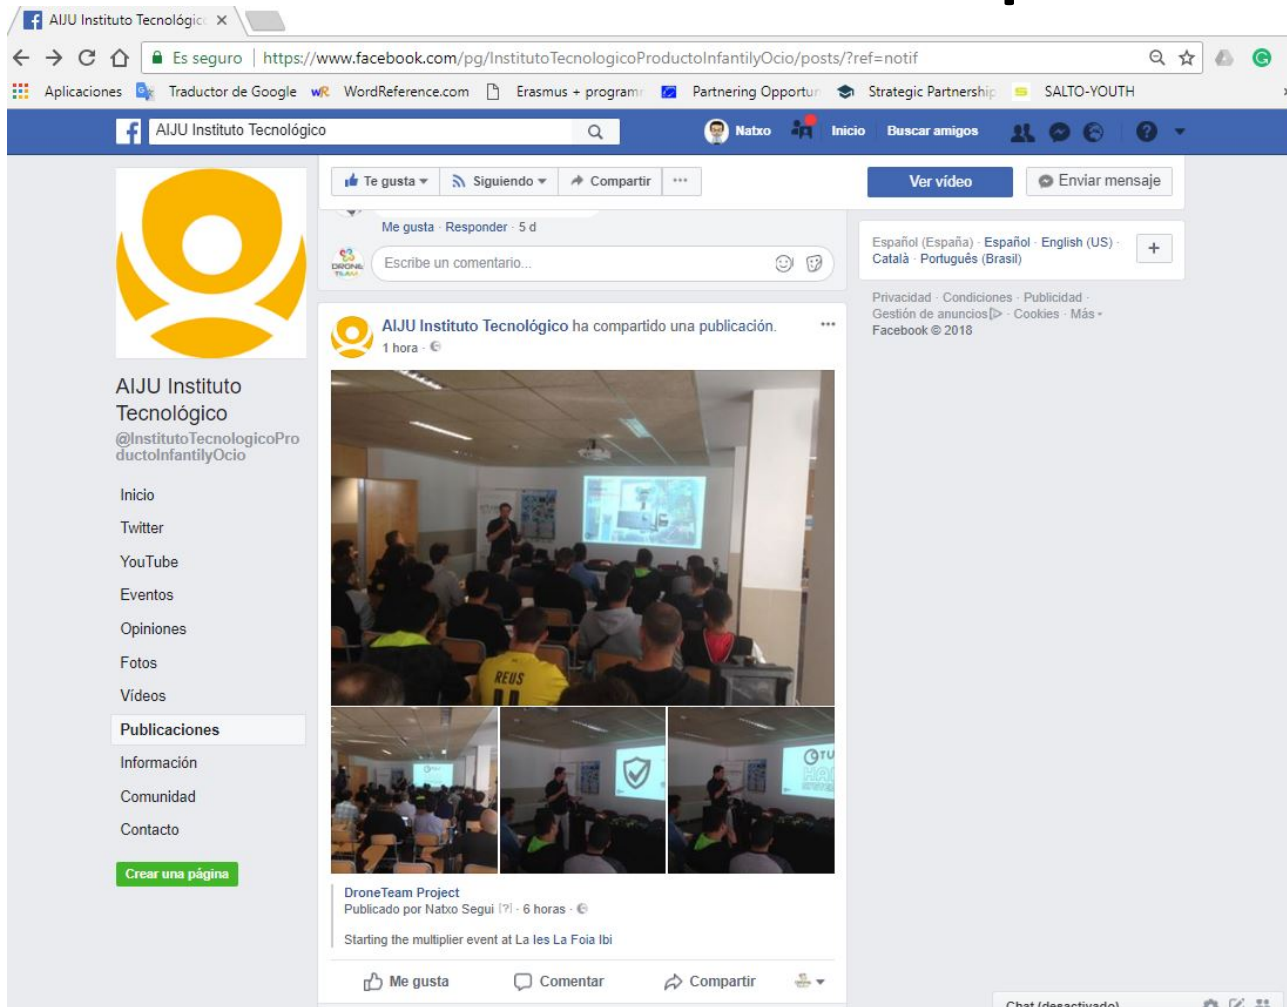 AIJU Instituto Tecnológic
Es seguro | https://www.facebook.com/pg/InstitutoTecnologicoProductoInfantilyOcio/posts/?ref=notif
Aplicaciones Traductor de Google WR WordReference.com Erasmus + program Partnering Opportun Strategic Partnership SALTO-YOUTH
AIJU Instituto Tecnológico Natxo Inicio Buscar amigos
Te gusta Siguiendo Compartir ... Ver vídeo Enviar mensaje
Me gusta · Responder · 5 d
DRONE
TEAM
Escribe un comentario...
Español (España) · Español · English (US) ·
Català · Português (Brasil)
Privacidad · Condiciones · Publicidad ·
Gestión de anuncios · Cookies · Más
Facebook © 2018
AIJU Instituto
Tecnológico
@InstitutoTecnologicoPro
ductoInfantilyOcio
Inicio
Twitter
YouTube
Eventos
Opiniones
Fotos
Vídeos
Publicaciones
Información
Comunidad
Contacto
Crear una página
AIJU Instituto Tecnológico ha compartido una publicación.
1 hora ·
REUS
DroneTeam Project
Publicado por Natxo Segui [?] · 6 horas ·
Starting the multiplier event at La Ies La Foia Ibi
Me gusta Comentar Compartir
Chat (desactivado)